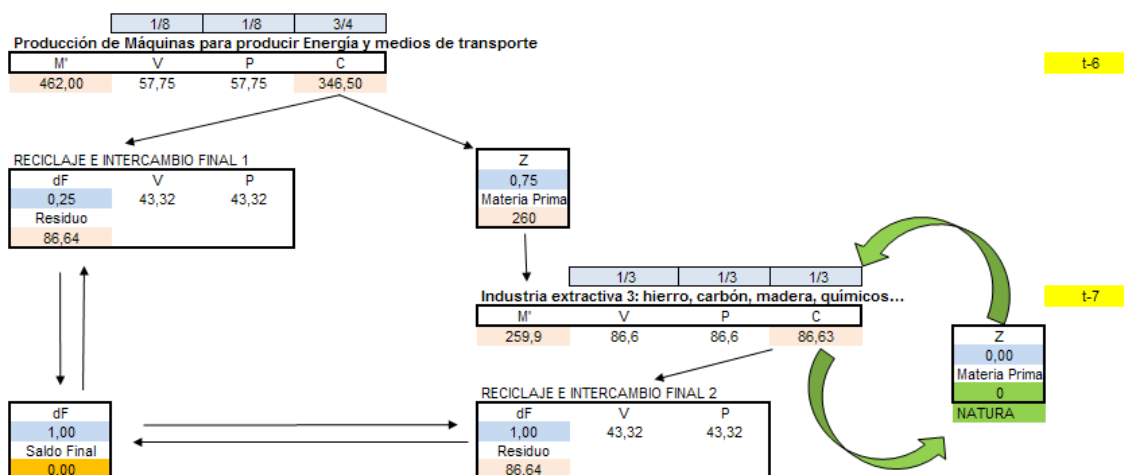 1/8 1/8 3/4
Producción de Máquinas para producir Energía y medios de transporte
M' V P C
462,00 57,75 57,75 346,50
t-6
RECICLAJE E INTERCAMBIO FINAL 1
dF V P
0,25 43,32 43,32
Residuo
86,64
Z
0,75
Materia Prima
260
1/3 1/3 1/3
Industria extractiva 3: hierro, carbón, madera, químicos...
t-7
M' V P C
259,9 86,6 86,6 86,63
Z
0,00
Materia Prima
0
NATURA
RECICLAJE E INTERCAMBIO FINAL 2
dF V P
1,00 43,32 43,32
Residuo
86,64
dF
1,00
Saldo Final
0,00